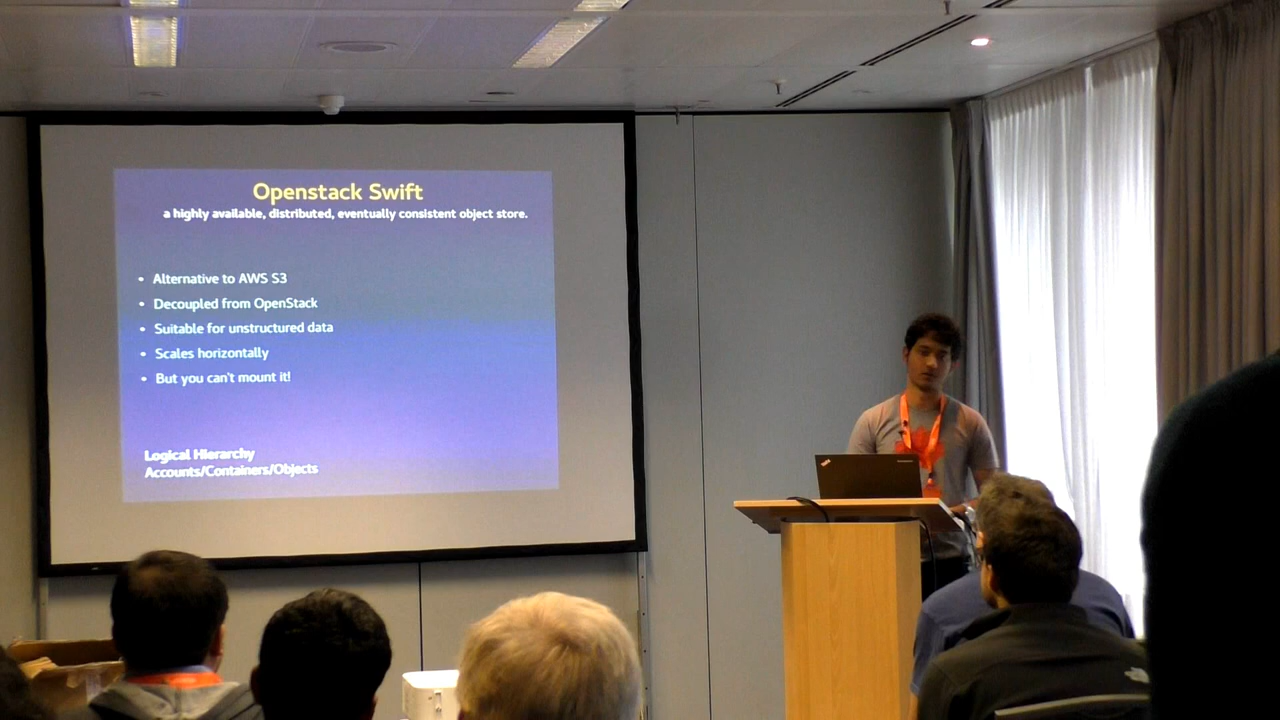 Openstack Swift
a highly available, distributed, eventually consistent object store.
• Alternative to AWS S3
• Decoupled from OpenStack
• Suitable for unstructured data
• Scales horizontally
• But you can't mount it!
Logical Hierarchy
Accounts/Containers/Objects